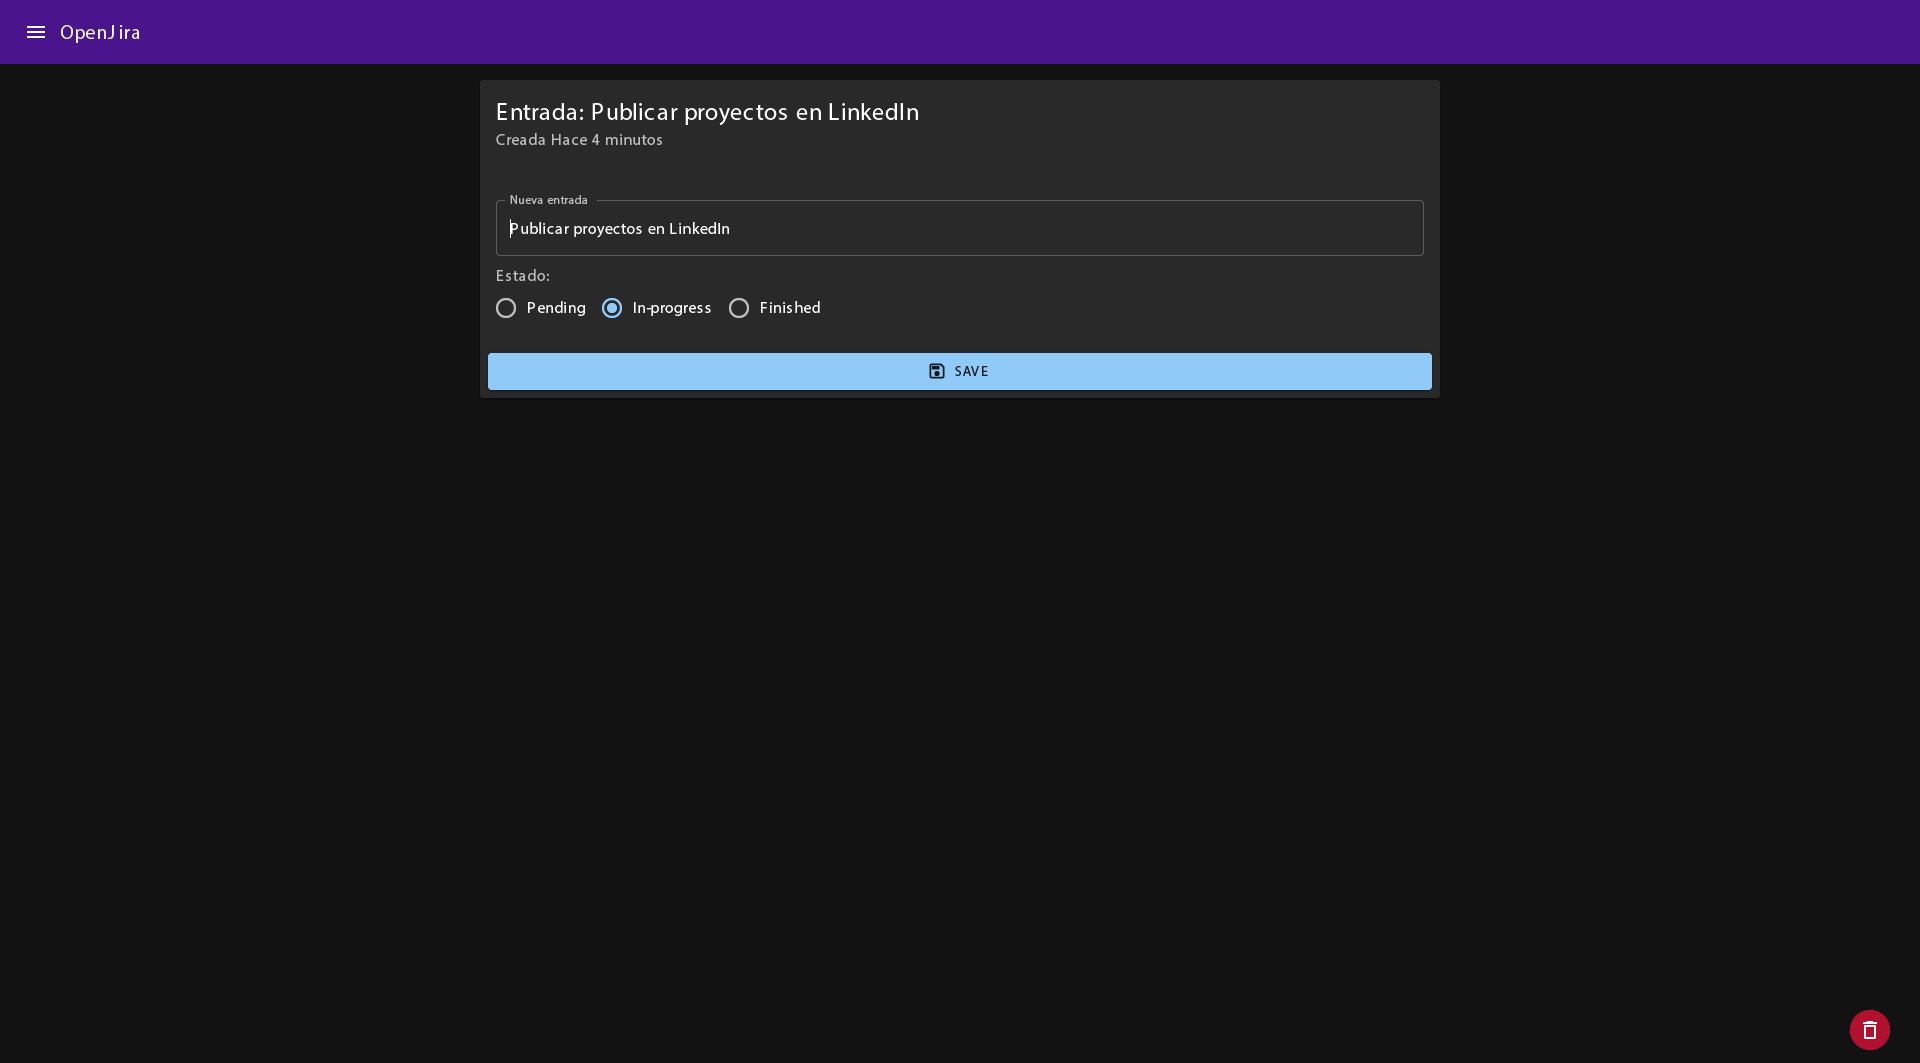 OpenJira
Entrada: Publicar proyectos en LinkedIn
Creada Hace 4 minutos
Nueva entrada
Publicar proyectos en LinkedIn
Estado:
Pending In-progress Finished
SAVE